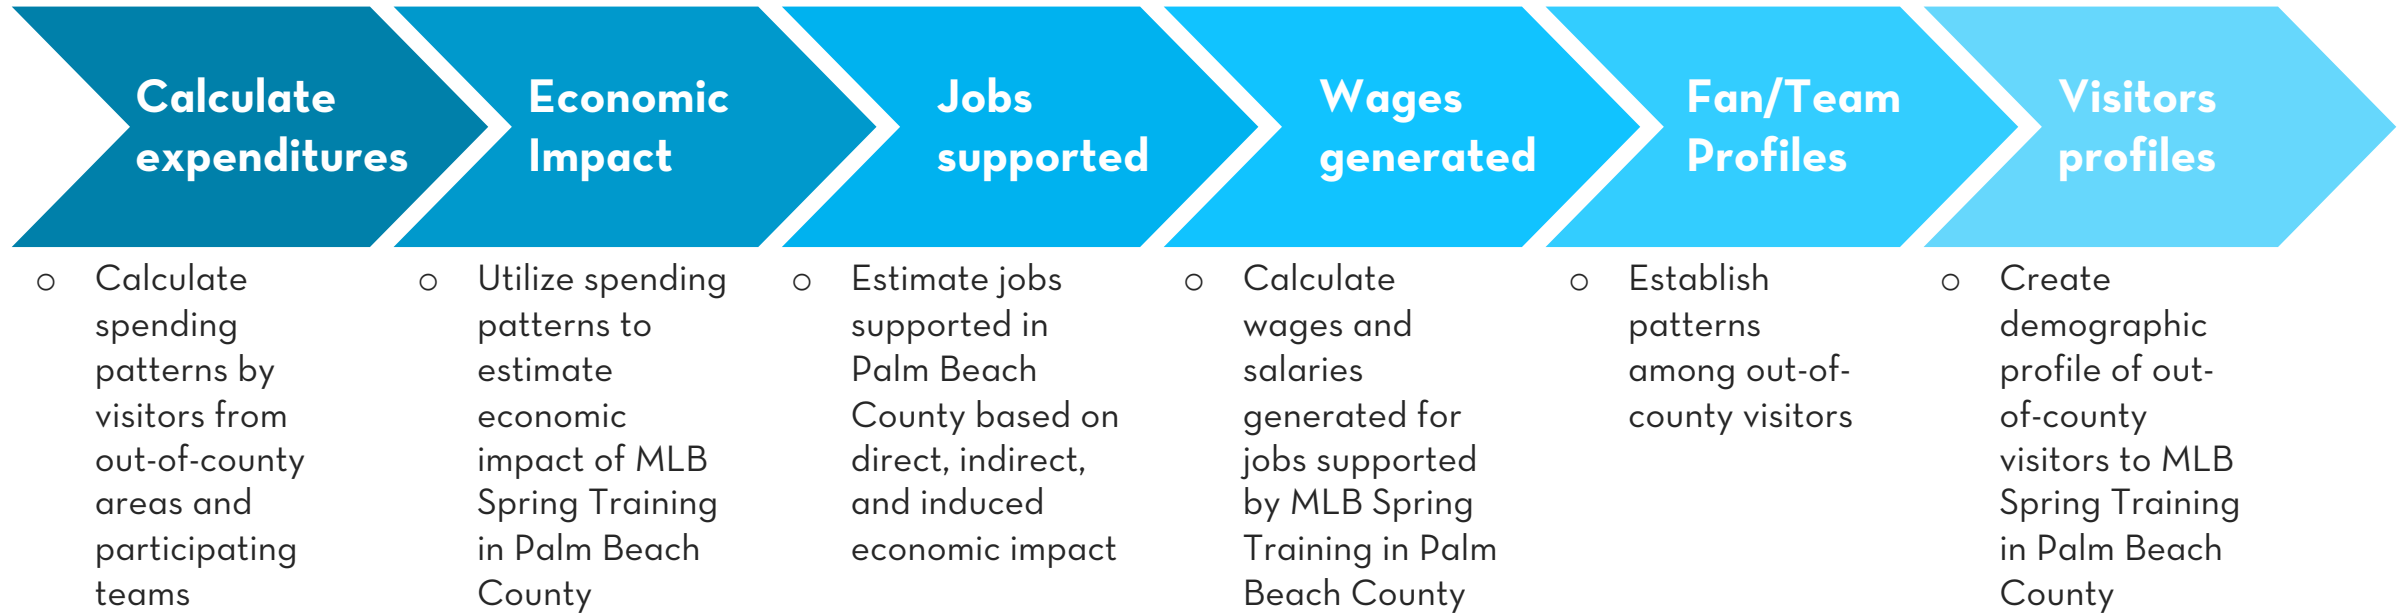 Calculate
expenditures
Economic
Impact
Jobs
supported
Wages
generated
Fan/Team
Profiles
Visitors
profiles
○ Calculate
spending
patterns by
visitors from
out-of-county
areas and
participating
teams
○ Utilize spending
patterns to
estimate
economic
impact of MLB
Spring Training
in Palm Beach
County
○ Estimate jobs
supported in
Palm Beach
County based on
direct, indirect,
and induced
economic impact
○ Calculate
wages and
salaries
generated for
jobs supported
by MLB Spring
Training in Palm
Beach County
○ Establish
patterns
among out-of-
county visitors
○ Create
demographic
profile of out-
of-county
visitors to MLB
Spring Training
in Palm Beach
County